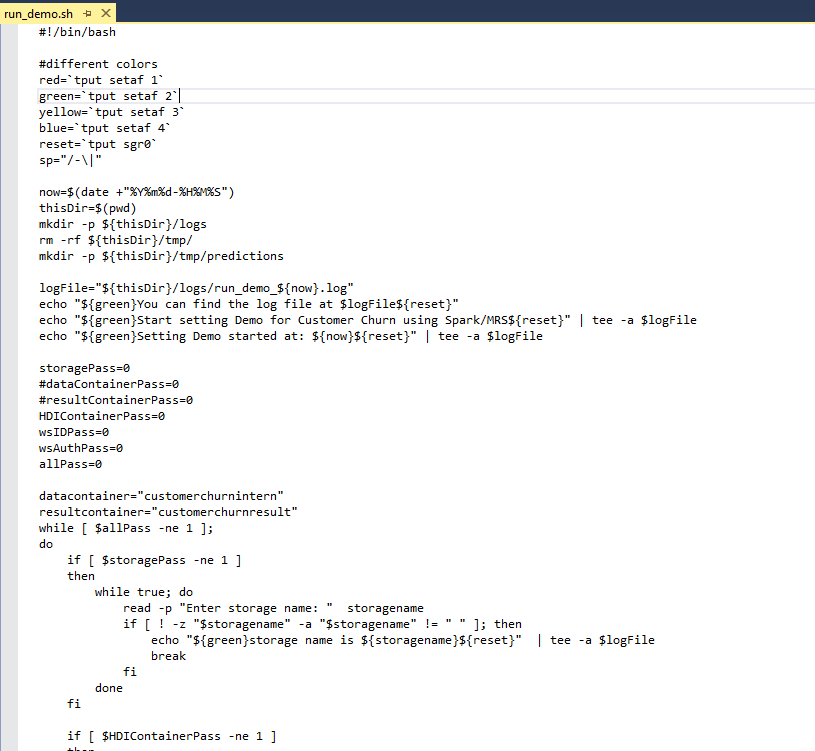 run_demo.sh
#!/bin/bash
#different colors
red=`tput setaf 1`
green=`tput setaf 2`
yellow=`tput setaf 3`
blue=`tput setaf 4`
reset=`tput sgr0`
sp="/-\|"
now=$(date +"%Y%m%d-%H%M%S")
thisDir=$(pwd)
mkdir -p ${thisDir}/logs
rm -rf ${thisDir}/tmp/
mkdir -p ${thisDir}/tmp/predictions
logFile="${thisDir}/logs/run_demo_${now}.log"
echo "${green}You can find the log file at $logFile${reset}"
echo "${green}Start setting Demo for Customer Churn using Spark/MRS${reset}" | tee -a $logFile
echo "${green}Setting Demo started at: ${now}${reset}" | tee -a $logFile
storagePass=0
#dataContainerPass=0
#resultContainerPass=0
HDIContainerPass=0
wsIDPass=0
wsAuthPass=0
allPass=0
datacontainer="customerchurnintern"
resultcontainer="customerchurnresult"
while [ $allPass -ne 1 ];
do
    if [ $storagePass -ne 1 ]
    then
        while true; do
            read -p "Enter storage name: "  storagename
            if [ ! -z "$storagename" -a "$storagename" != " " ]; then
                echo "${green}storage name is ${storagename}${reset}"  | tee -a $logFile
                break
            fi
        done
    fi
    if [ $HDIContainerPass -ne 1 ]